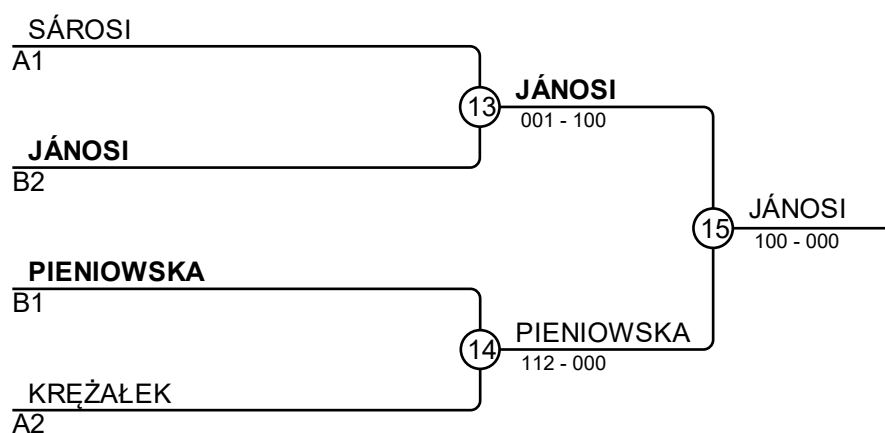 SÁROSI
A1
13
JÁNOSI
001 - 100
JÁNOSI
B2
15
JÁNOSI
100 - 000
PIENIOWSKA
B1
14
PIENIOWSKA
112 - 000
KRĘŻAŁEK
A2